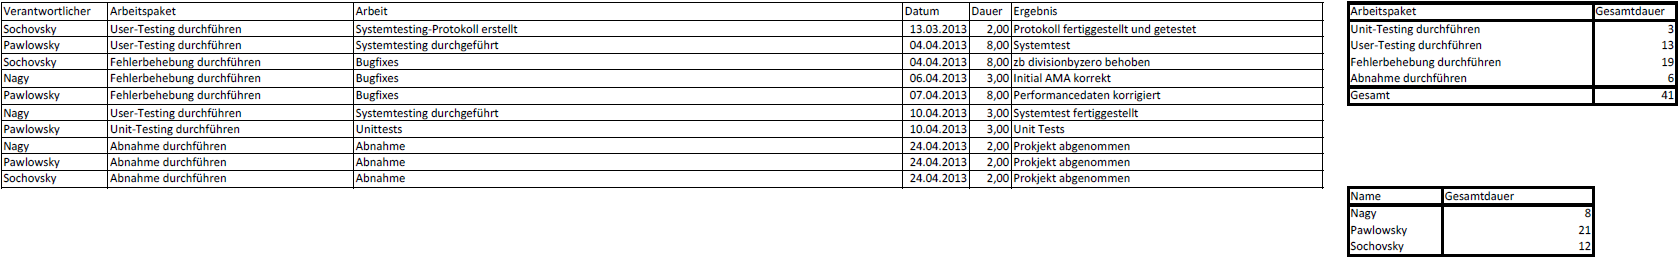 Verantwortlicher Arbeitspaket Arbeit Datum Dauer Ergebnis
Sochovsky User-Testing durchführen Systemtesting-Protokoll erstellt 13.03.2013 2,00 Protokoll fertiggestellt und getestet
Pawlowsky User-Testing durchführen Systemtesting durchgeführt 04.04.2013 8,00 Systemtest
Sochovsky Fehlerbehebung durchführen Bugfixes 04.04.2013 8,00 zb divisionbyzero behoben
Nagy Fehlerbehebung durchführen Bugfixes 06.04.2013 3,00 Initial AMA korrekt
Pawlowsky Fehlerbehebung durchführen Bugfixes 07.04.2013 8,00 Performancedaten korrigiert
Nagy User-Testing durchführen Systemtesting durchgeführt 10.04.2013 3,00 Systemtest fertiggestellt
Pawlowsky Unit-Testing durchführen Unittests 10.04.2013 3,00 Unit Tests
Nagy Abnahme durchführen Abnahme 24.04.2013 2,00 Prokjekt abgenommen
Pawlowsky Abnahme durchführen Abnahme 24.04.2013 2,00 Prokjekt abgenommen
Sochovsky Abnahme durchführen Abnahme 24.04.2013 2,00 Prokjekt abgenommen
Arbeitspaket Gesamtdauer
Unit-Testing durchführen 3
User-Testing durchführen 13
Fehlerbehebung durchführen 19
Abnahme durchführen 6
Gesamt 41
Name Gesamtdauer
Nagy 8
Pawlowsky 21
Sochovsky 12